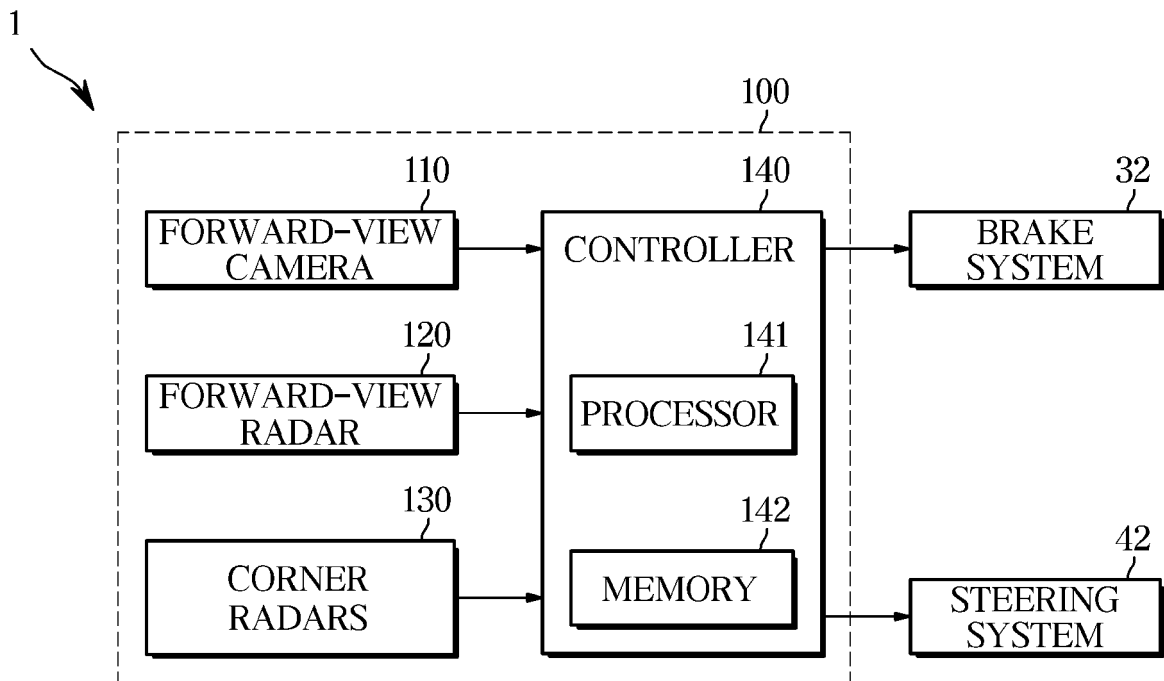 1
100
110
FORWARD-VIEW
CAMERA
140
CONTROLLER
32
BRAKE
SYSTEM
120
FORWARD-VIEW
RADAR
141
PROCESSOR
130
CORNER
RADARS
142
MEMORY
42
STEERING
SYSTEM